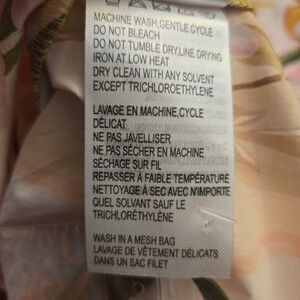 MACHINE WASH,GENTLE CYCLE
DO NOT BLEACH
DO NOT TUMBLE DRY,LINE DRYING
IRON AT LOW HEAT
DRY CLEAN WITH ANY SOLVENT
EXCEPT TRICHLOROETHYLENE
LAVAGE EN MACHINE,CYCLE
DÉLICAT
NE PAS JAVELLISER
NE PAS SÉCHER EN MACHINE
SÉCHAGE SUR FIL
REPASSER À FAIBLE TEMPÉRATURE
NETTOYAGE À SEC AVEC N'IMPORTE
QUEL SOLVANT SAUF LE
TRICHLORÉTHYLÈNE
WASH IN A MESH BAG
LAVAGE DE VÊTEMENT DÉLICATS
DANS UN SAC FILET